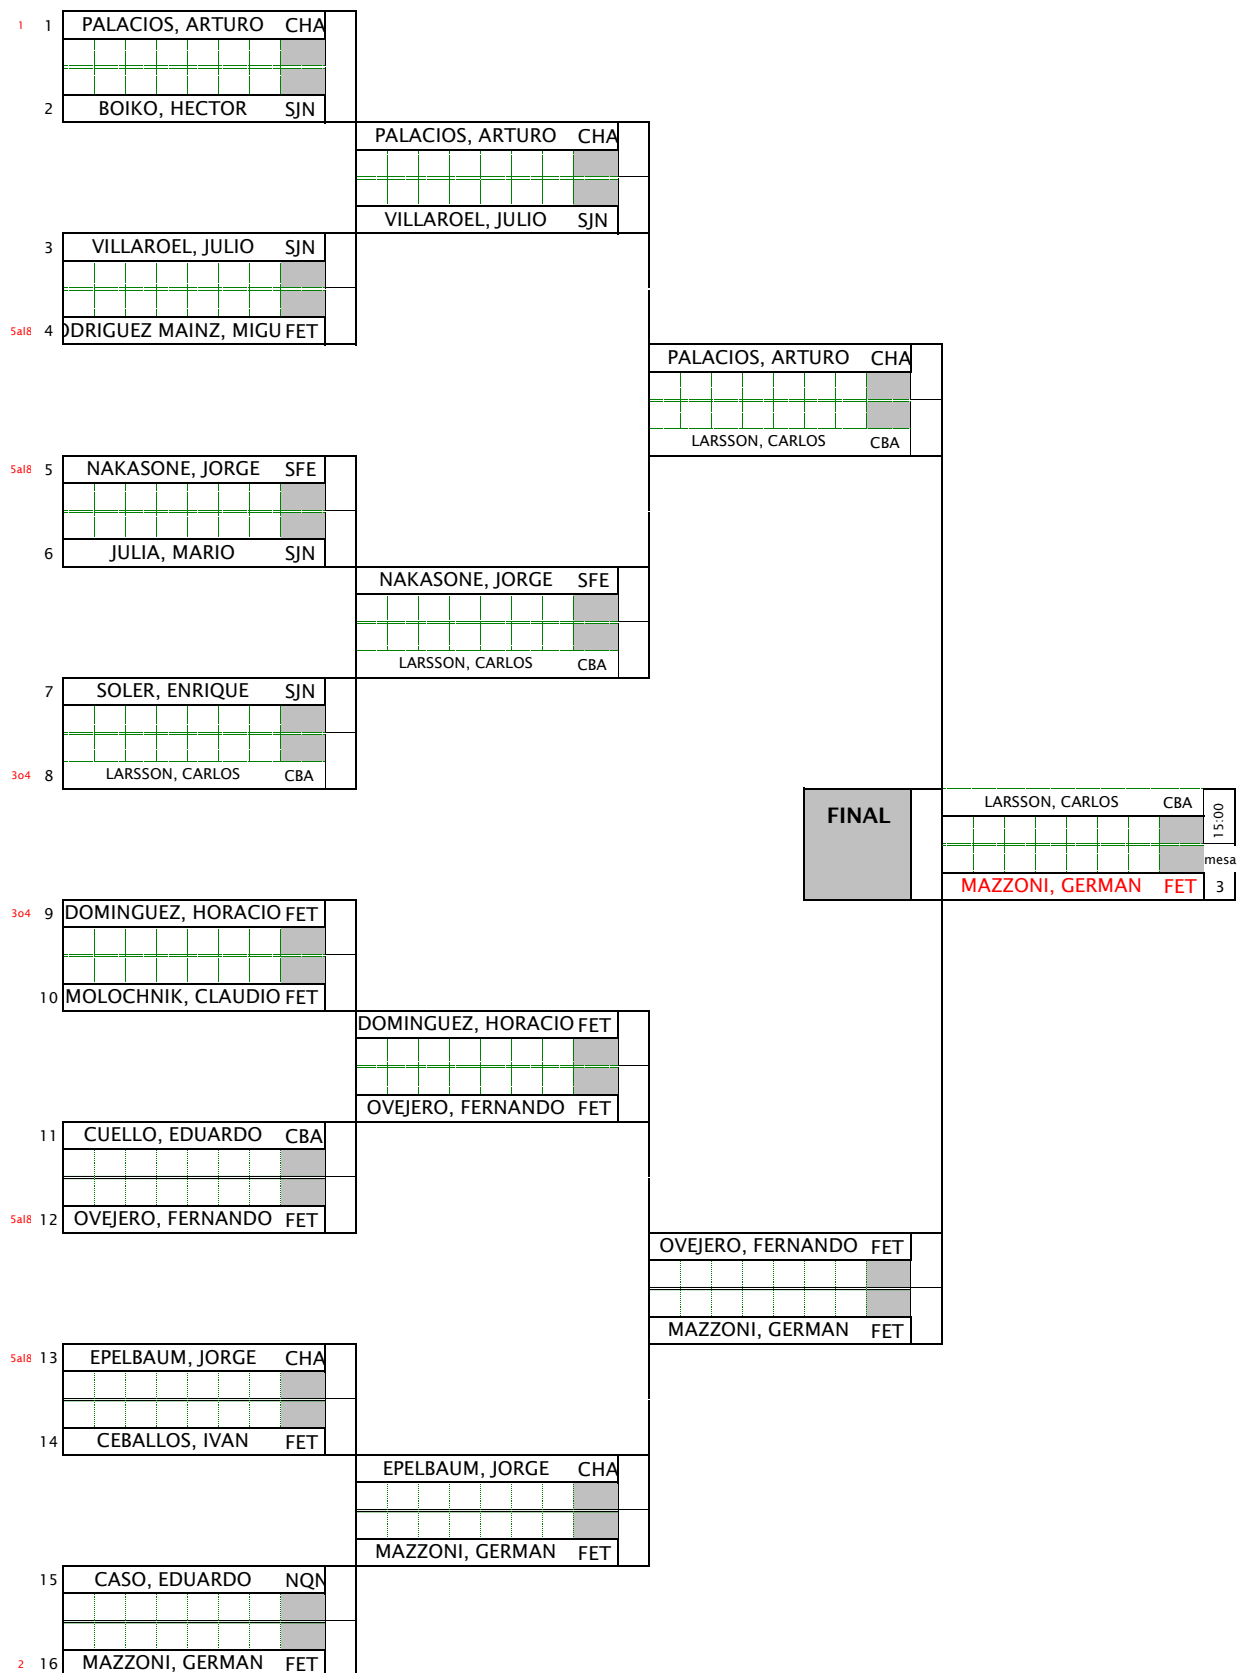 1 1 PALACIOS, ARTURO CHA
2 BOIKO, HECTOR SJN
PALACIOS, ARTURO CHA
VILLAROEL, JULIO SJN
3 VILLAROEL, JULIO SJN
5al8 4 ODRIGUEZ MAINZ, MIGU FET
PALACIOS, ARTURO CHA
LARSSON, CARLOS CBA
5al8 5 NAKASONE, JORGE SFE
6 JULIA, MARIO SJN
NAKASONE, JORGE SFE
LARSSON, CARLOS CBA
7 SOLER, ENRIQUE SJN
3o4 8 LARSSON, CARLOS CBA
FINAL
LARSSON, CARLOS CBA
15:00
mesa
MAZZONI, GERMAN FET 3
3o4 9 DOMINGUEZ, HORACIO FET
10 MOLOCHNIK, CLAUDIO FET
DOMINGUEZ, HORACIO FET
OVEJERO, FERNANDO FET
11 CUELLO, EDUARDO CBA
5al8 12 OVEJERO, FERNANDO FET
OVEJERO, FERNANDO FET
MAZZONI, GERMAN FET
5al8 13 EPELBAUM, JORGE CHA
14 CEBALLOS, IVAN FET
EPELBAUM, JORGE CHA
MAZZONI, GERMAN FET
15 CASO, EDUARDO NQN
2 16 MAZZONI, GERMAN FET